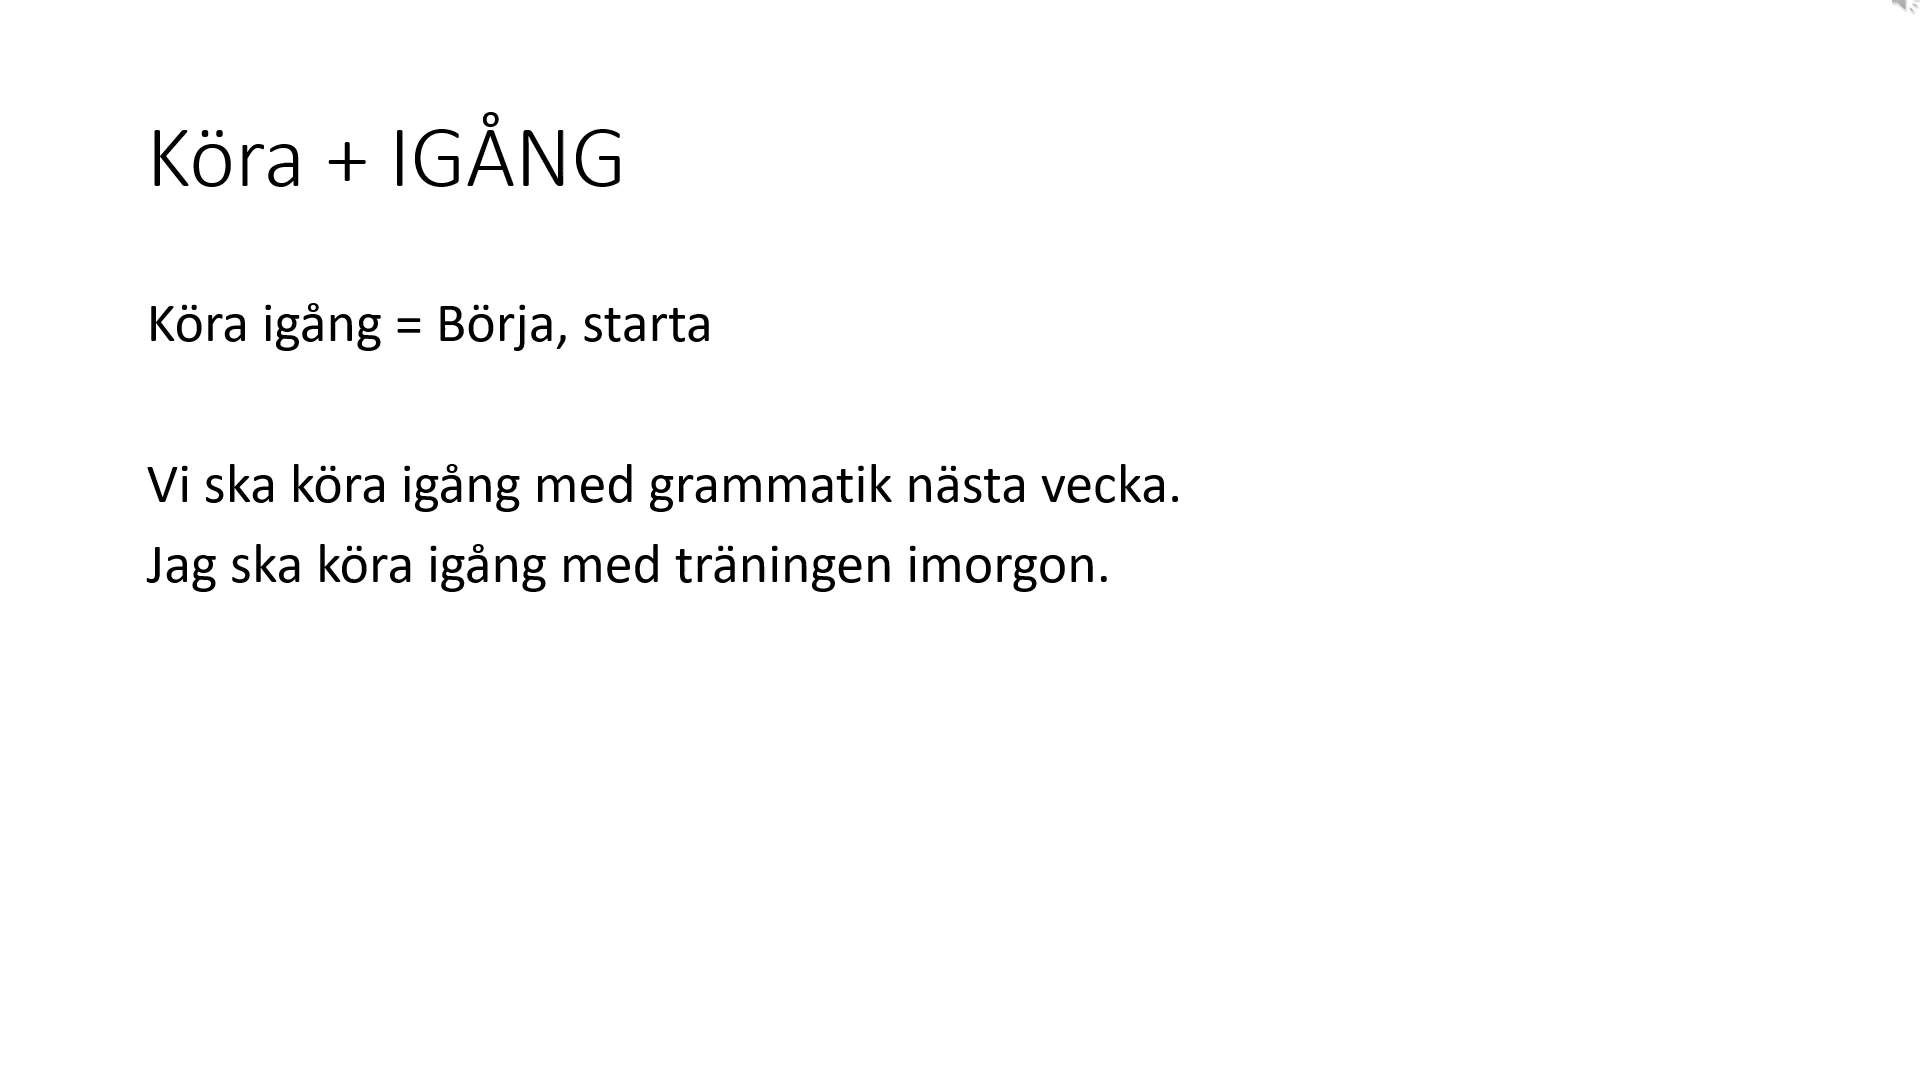 Köra + IGÅNG
Köra igång = Börja, starta
Vi ska köra igång med grammatik nästa vecka.
Jag ska köra igång med träningen imorgon.